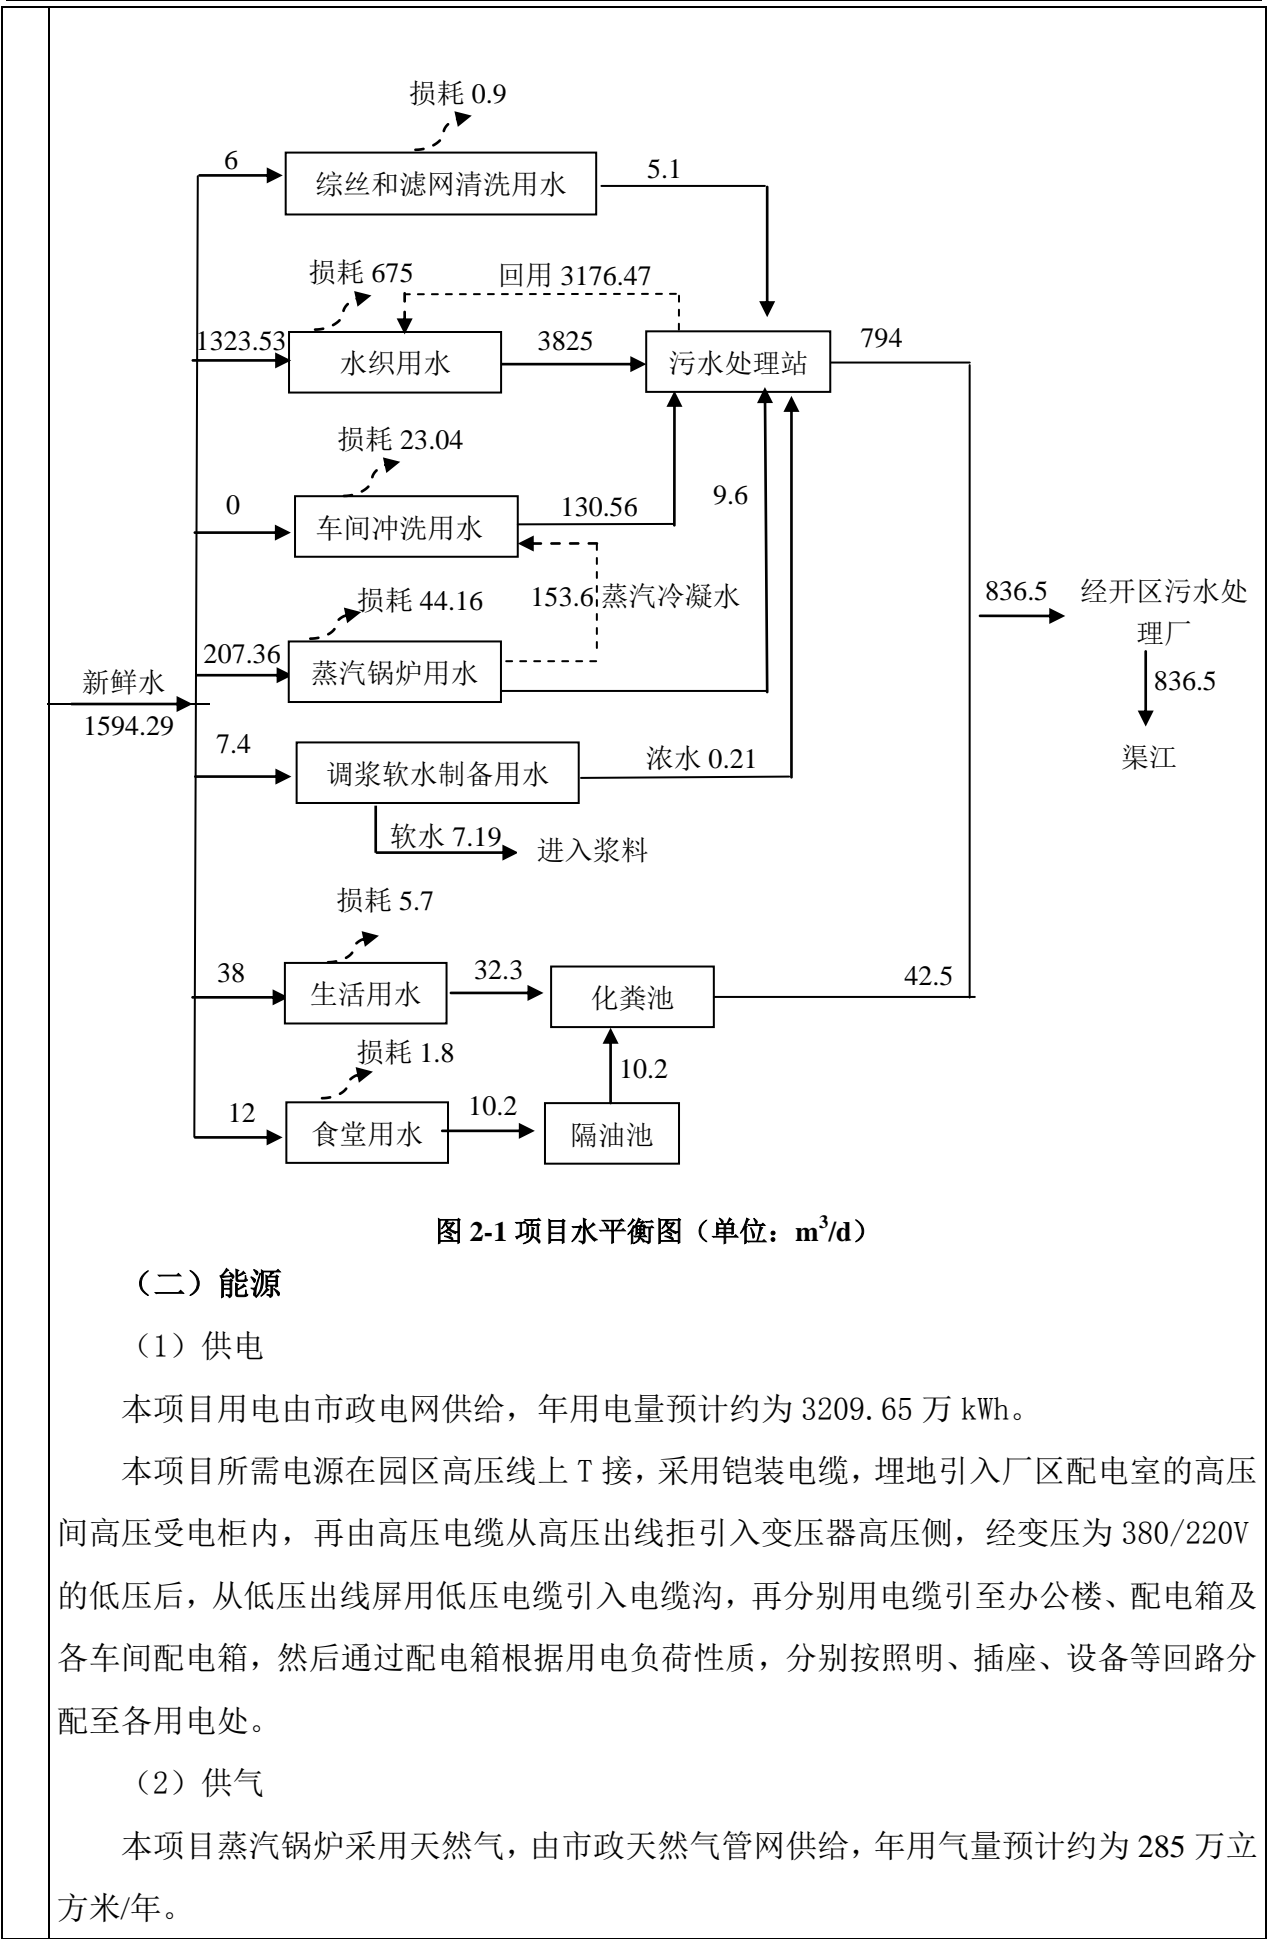 损耗 0.9
6
综丝和滤网清洗用水
5.1
损耗 675
回用 3176.47
1323.53
水织用水
3825
污水处理站
794
损耗 23.04
0
车间冲洗用水
130.56
9.6
损耗 44.16
153.6
蒸汽冷凝水
836.5
经开区污水处
理厂
207.36
蒸汽锅炉用水
新鲜水
1594.29
836.5
7.4
调浆软水制备用水
浓水 0.21
渠江
软水 7.19
进入浆料
损耗 5.7
38
生活用水
32.3
化粪池
42.5
损耗 1.8
10.2
12
食堂用水
10.2
隔油池
图 2-1 项目水平衡图（单位：m³/d）
（二）能源
（1）供电
本项目用电由市政电网供给，年用电量预计约为 3209.65 万 kWh。
本项目所需电源在园区高压线上 T 接，采用铠装电缆，埋地引入厂区配电室的高压
间高压受电柜内，再由高压电缆从高压出线拒引入变压器高压侧，经变压为 380/220V
的低压后，从低压出线屏用低压电缆引入电缆沟，再分别用电缆引至办公楼、配电箱及
各车间配电箱，然后通过配电箱根据用电负荷性质，分别按照明、插座、设备等回路分
配至各用电处。
（2）供气
本项目蒸汽锅炉采用天然气，由市政天然气管网供给，年用气量预计约为 285 万立
方米/年。